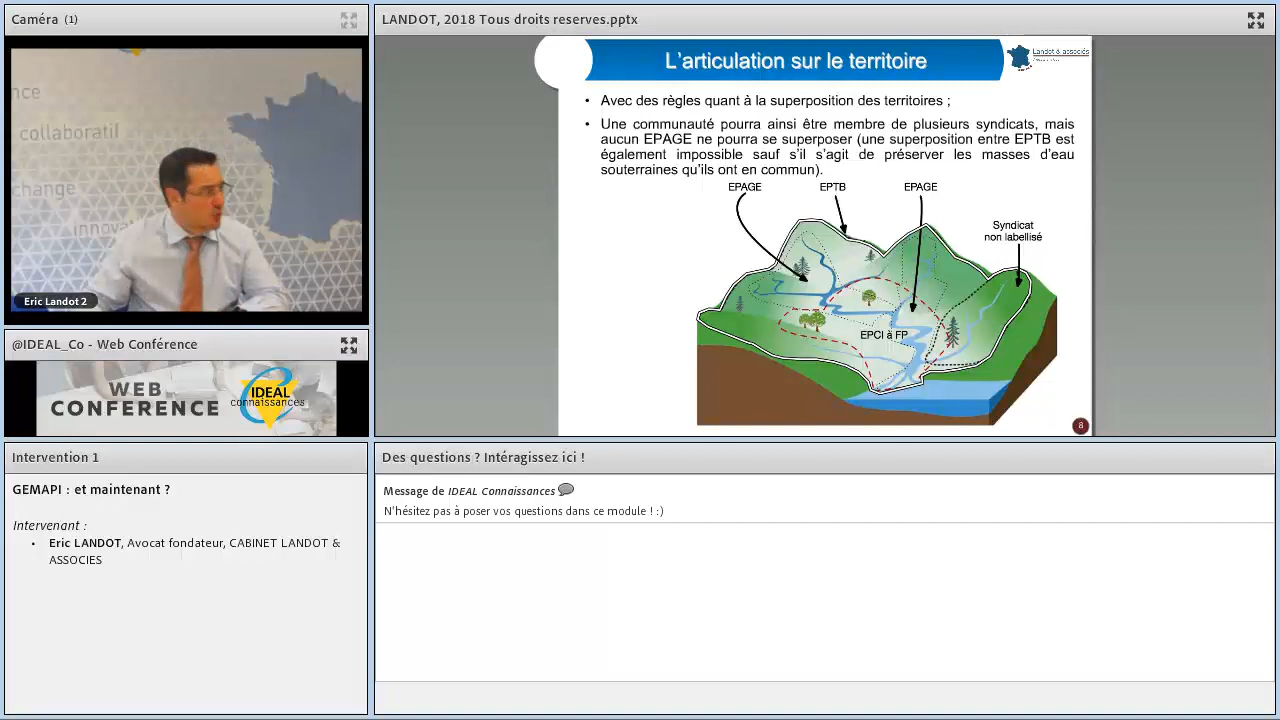 Caméra (1)
nce
collaboratif
change
innova
Eric Landot 2
@IDEAL_Co - Web Conférence
WEB
CONFERENCE
IDEAL
connaissances
Intervention 1
GEMAPI : et maintenant ?
Intervenant :
• Eric LANDOT, Avocat fondateur, CABINET LANDOT &
ASSOCIES
LANDOT, 2018 Tous droits reserves.pptx
L'articulation sur le territoire
Landot & associés
• Avec des règles quant à la superposition des territoires ;
• Une communauté pourra ainsi être membre de plusieurs syndicats, mais
aucun EPAGE ne pourra se superposer (une superposition entre EPTB est
également impossible sauf s'il s'agit de préserver les masses d'eau
souterraines qu'ils ont en commun).
EPAGE
EPTB
EPAGE
Syndicat
non labellisé
EPCI à FP
8
Des questions ? Intéragissez ici !
Message de IDEAL Connaissances
N'hésitez pas à poser vos questions dans ce module ! :)